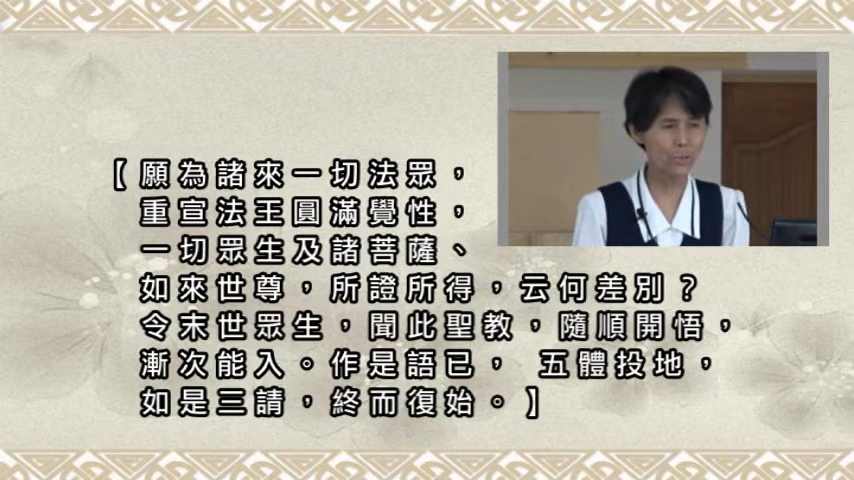 【願為諸來一切法眾，
重宣法王圓滿覺性，
一切眾生及諸菩薩、
如來世尊，所證所得，云何差別？
令末世眾生，聞此聖教，隨順開悟，
漸次能入。作是語已， 五體投地，
如是三請，終而復始。】